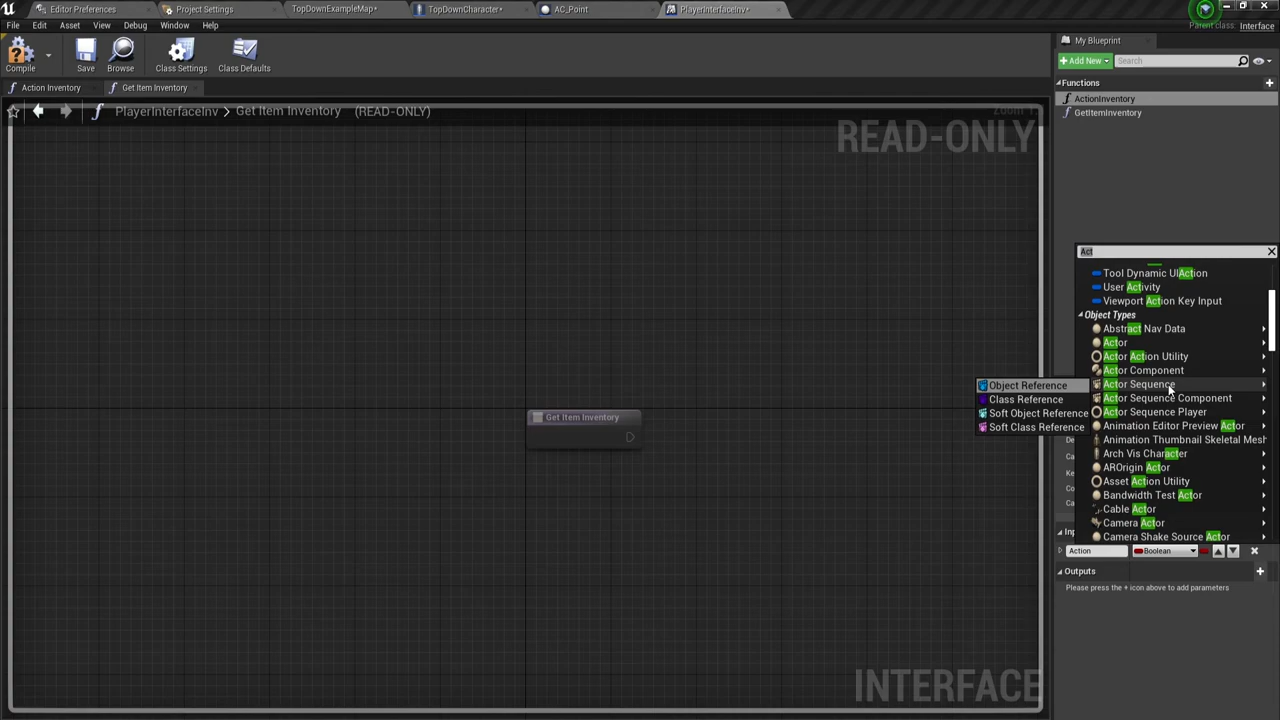 Editor Preferences Project Settings TopDownExampleMap* TopDownCharacter* AC_Point PlayerInterfaceInv*
File Edit Asset View Debug Window Help Parent class: Interface
Compile Save Browse Class Settings Class Defaults
My Blueprint
+Add New Search
Action Inventory Get Item Inventory
Functions
PlayerInterfaceInv > Get Item Inventory (READ-ONLY)
READ-ONLY
ActionInventory
GetItemInventory
Act
Tool Dynamic UIAction
User Activity
Viewport Action Key Input
Object Types
Abstract Nav Data
Actor
Actor Action Utility
Actor Component
Actor Sequence
Actor Sequence Component
Actor Sequence Player
Animation Editor Preview Actor
Animation Thumbnail Skeletal Mesh
Arch Vis Character
AROrigin Actor
Asset Action Utility
Bandwidth Test Actor
Cable Actor
Camera Actor
Camera Shake Source Actor
Object Reference
Class Reference
Soft Object Reference
Soft Class Reference
Get Item Inventory
Action Boolean
Outputs
Please press the + icon above to add parameters
INTERFACE